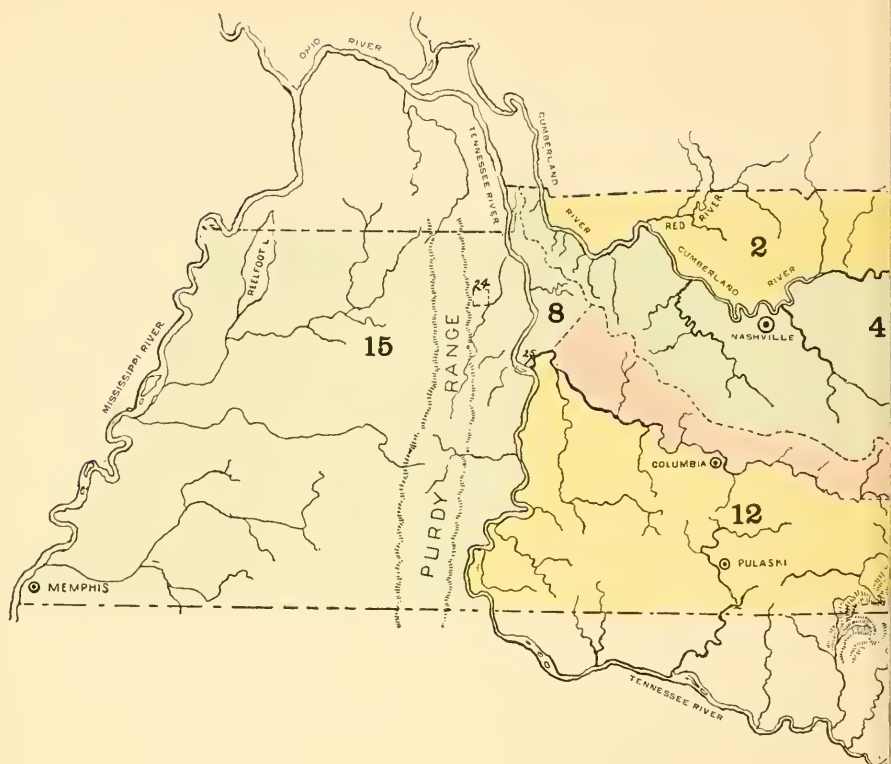 OHIO RIVER
CUMBERLAND RIVER
TENNESSEE RIVER
RED RIVER
2
CUMBERLAND RIVER
REELFOOT L.
24
8
NASHVILLE
4
15
RANGE
PURDY
25
MISSISSIPPI RIVER
COLUMBIA
12
PULASKI
MEMPHIS
TENNESSEE RIVER